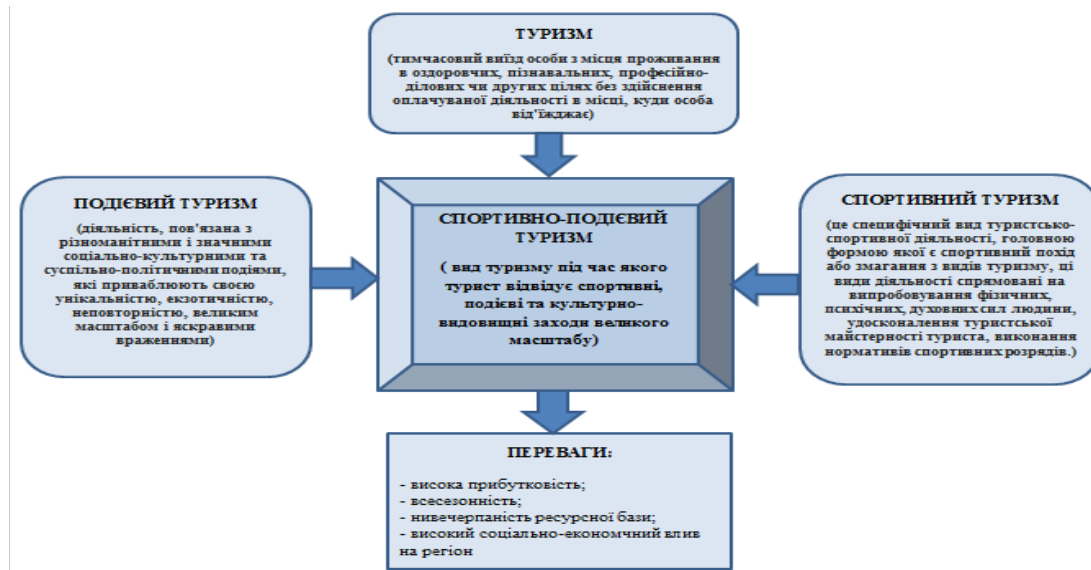 ТУРИЗМ
(тимчасовий виїзд особи з місця проживання
в оздоровчих, пізнавальних, професійно-
ділових чи других цілях без здійснення
оплачуваної діяльності в місці, куди особа
від'їжджає)
ПОДІЄВИЙ ТУРИЗМ
(діяльність, пов'язана з
різноманітними і значними
соціально-культурними та
суспільно-політичними подіями,
які приваблюють своєю
унікальністю, екзотичністю,
неповторністю, великим
масштабом і яскравими
враженнями)
СПОРТИВНО-ПОДІЄВИЙ
ТУРИЗМ
( вид туризму під час якого
турист відвідує спортивні,
подієві та культурно-
видовищні заходи великого
масштабу)
СПОРТИВНИЙ ТУРИЗМ
(це специфічний вид туристсько-
спортивної діяльності, головною
формою якої є спортивний похід
або змагання з видів туризму, ці
види діяльності спрямовані на
випробовування фізичних,
психічних, духовних сил людини,
удосконалення туристської
майстерності туриста, виконання
нормативів спортивних розрядів.)
ПЕРЕВАГИ:
- висока прибутковість;
- всесезонність;
- нивечерпаність ресурсної бази;
- високий соціально-економчний влив
на регіон